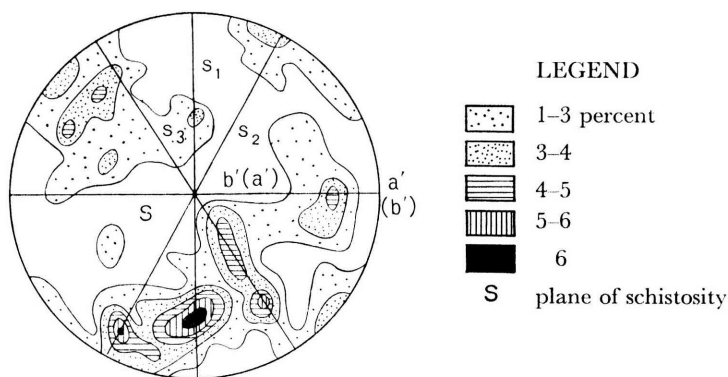 S₁
S₂
S₃
b'(a')
a'
(b')
S
LEGEND
1–3 percent
3–4
4–5
5–6
6
S plane of schistosity